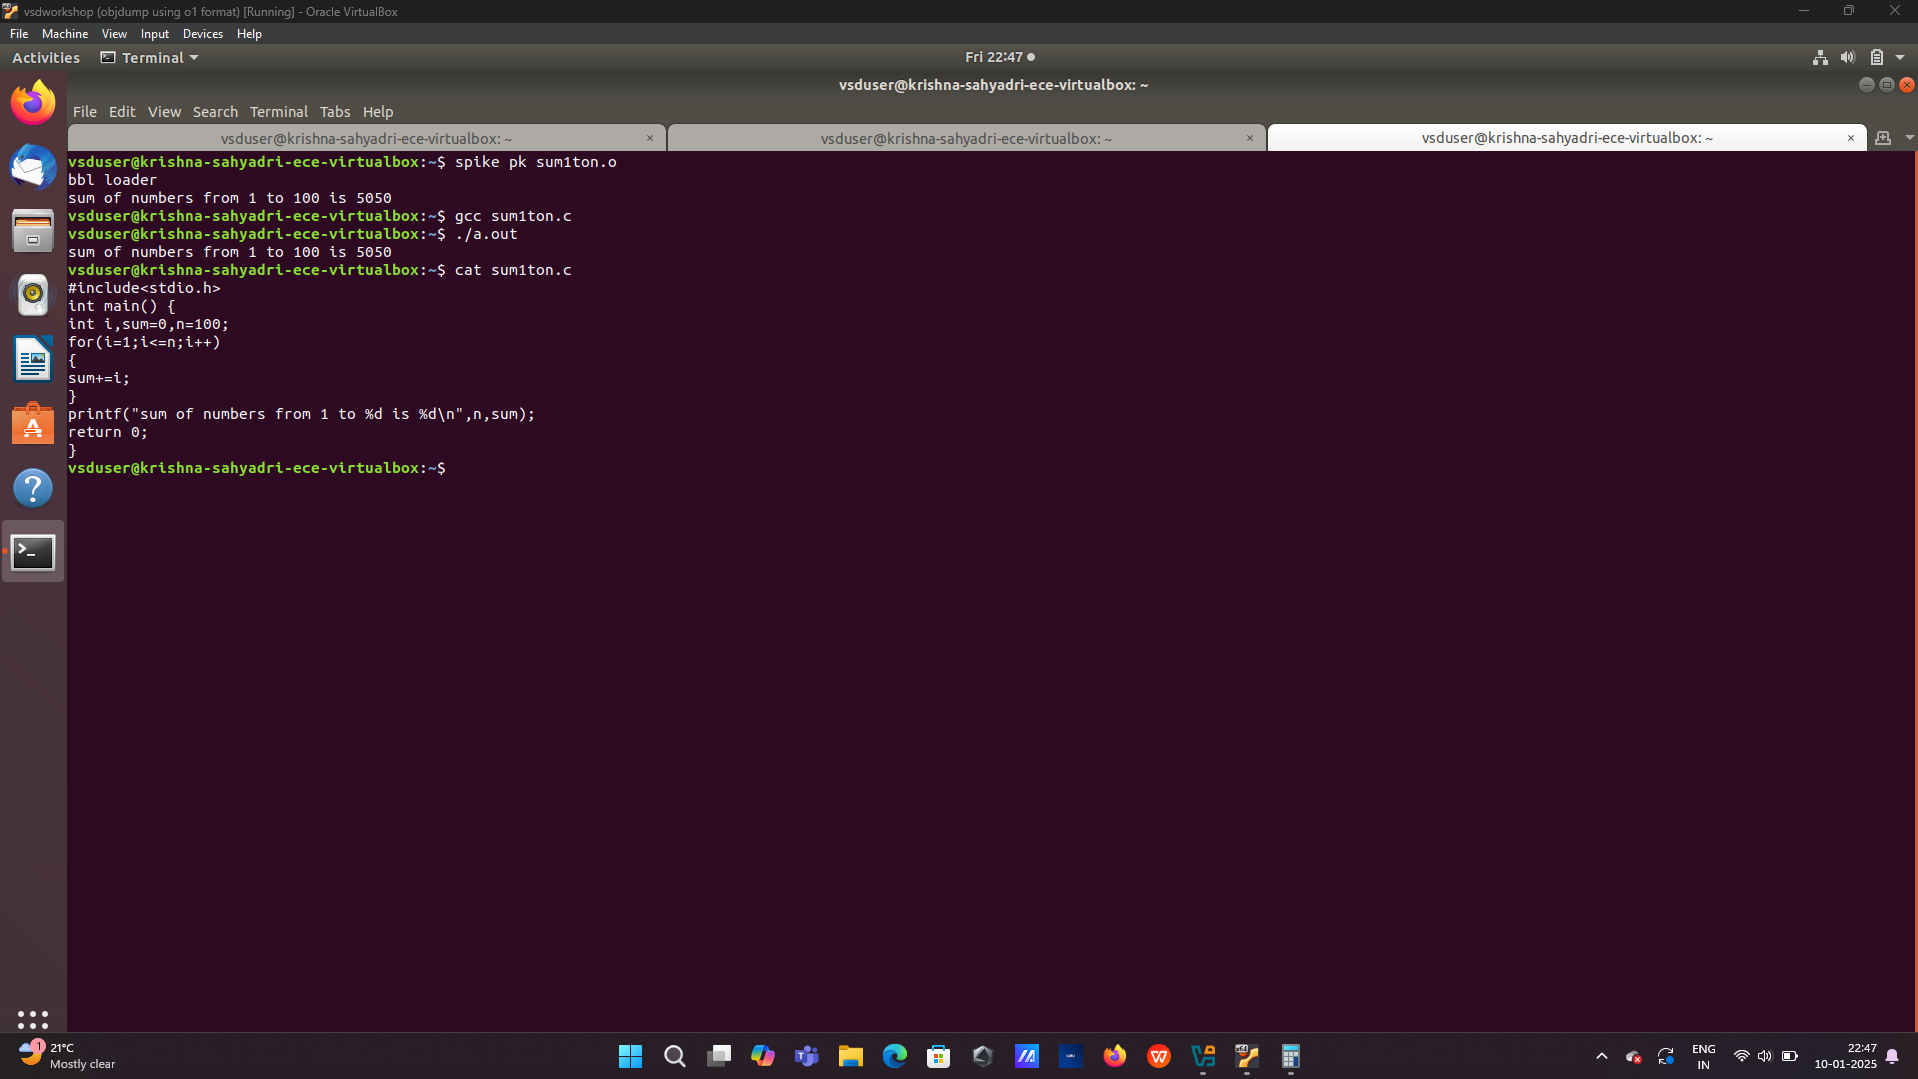 vsdworkshop (objdump using o1 format) [Running] - Oracle VirtualBox
File Machine View Input Devices Help
Activities Terminal Fri 22:47
vsduser@krishna-sahyadri-ece-virtualbox: ~
File Edit View Search Terminal Tabs Help
vsduser@krishna-sahyadri-ece-virtualbox: ~ × vsduser@krishna-sahyadri-ece-virtualbox: ~ × vsduser@krishna-sahyadri-ece-virtualbox: ~ ×
vsduser@krishna-sahyadri-ece-virtualbox:~$ spike pk sum1ton.o
bbl loader
sum of numbers from 1 to 100 is 5050
vsduser@krishna-sahyadri-ece-virtualbox:~$ gcc sum1ton.c
vsduser@krishna-sahyadri-ece-virtualbox:~$ ./a.out
sum of numbers from 1 to 100 is 5050
vsduser@krishna-sahyadri-ece-virtualbox:~$ cat sum1ton.c
#include<stdio.h>
int main() {
int i,sum=0,n=100;
for(i=1;i<=n;i++)
{
sum+=i;
}
printf("sum of numbers from 1 to %d is %d\n",n,sum);
return 0;
}
vsduser@krishna-sahyadri-ece-virtualbox:~$
1 21°C
Mostly clear
ENG
IN
22:47
10-01-2025